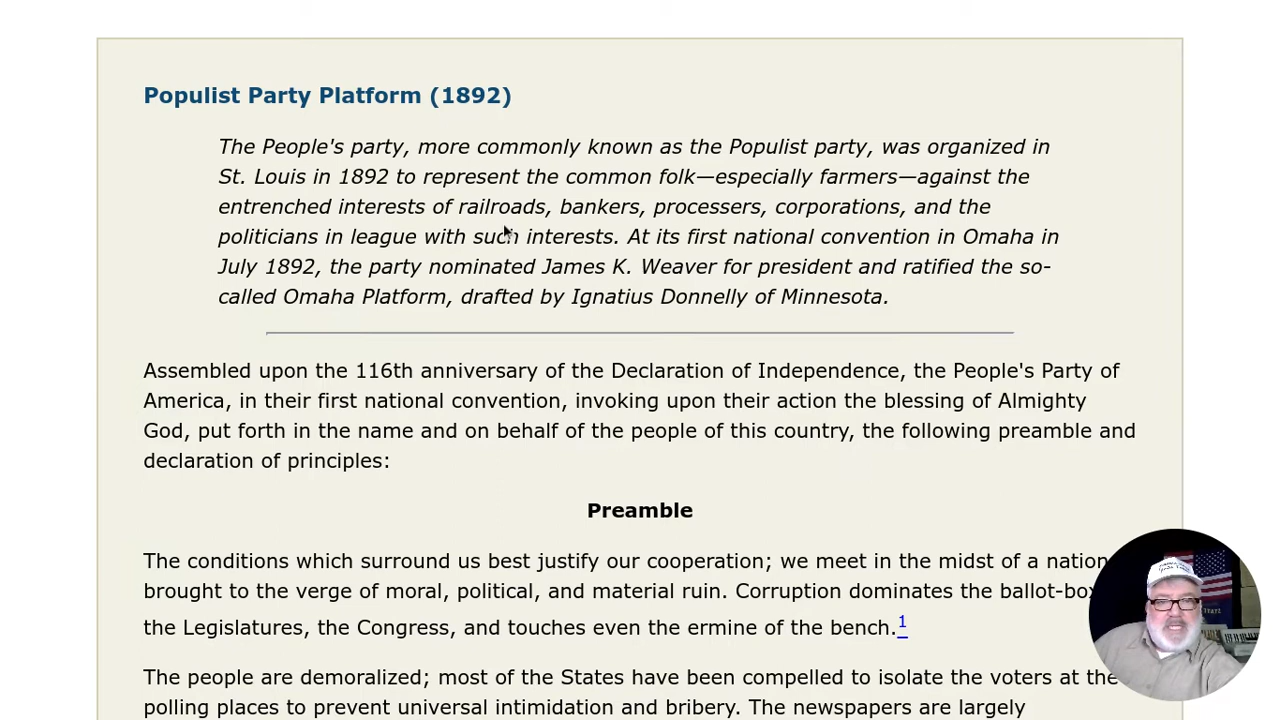 Populist Party Platform (1892)
The People's party, more commonly known as the Populist party, was organized in
St. Louis in 1892 to represent the common folk—especially farmers—against the
entrenched interests of railroads, bankers, processers, corporations, and the
politicians in league with such interests. At its first national convention in Omaha in
July 1892, the party nominated James K. Weaver for president and ratified the so-
called Omaha Platform, drafted by Ignatius Donnelly of Minnesota.
Assembled upon the 116th anniversary of the Declaration of Independence, the People's Party of
America, in their first national convention, invoking upon their action the blessing of Almighty
God, put forth in the name and on behalf of the people of this country, the following preamble and
declaration of principles:
Preamble
The conditions which surround us best justify our cooperation; we meet in the midst of a nation
brought to the verge of moral, political, and material ruin. Corruption dominates the ballot-box
the Legislatures, the Congress, and touches even the ermine of the bench.1
The people are demoralized; most of the States have been compelled to isolate the voters at the
polling places to prevent universal intimidation and bribery. The newspapers are largely